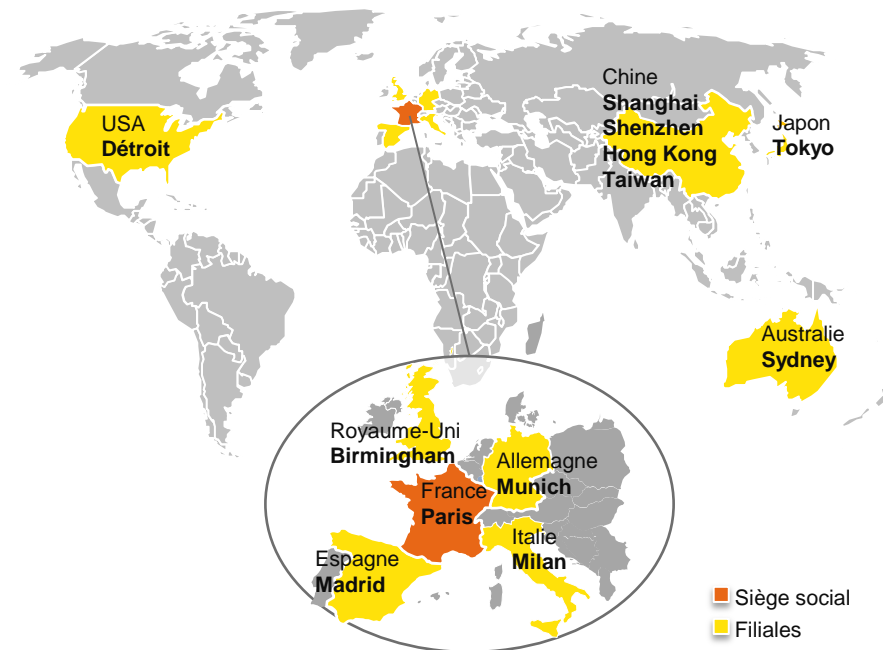 USA
Détroit
Chine
Shanghai
Shenzhen
Hong Kong
Taiwan
Japon
Tokyo
Australie
Sydney
Royaume-Uni
Birmingham
Allemagne
Munich
France
Paris
Italie
Milan
Espagne
Madrid
Siège social
Filiales